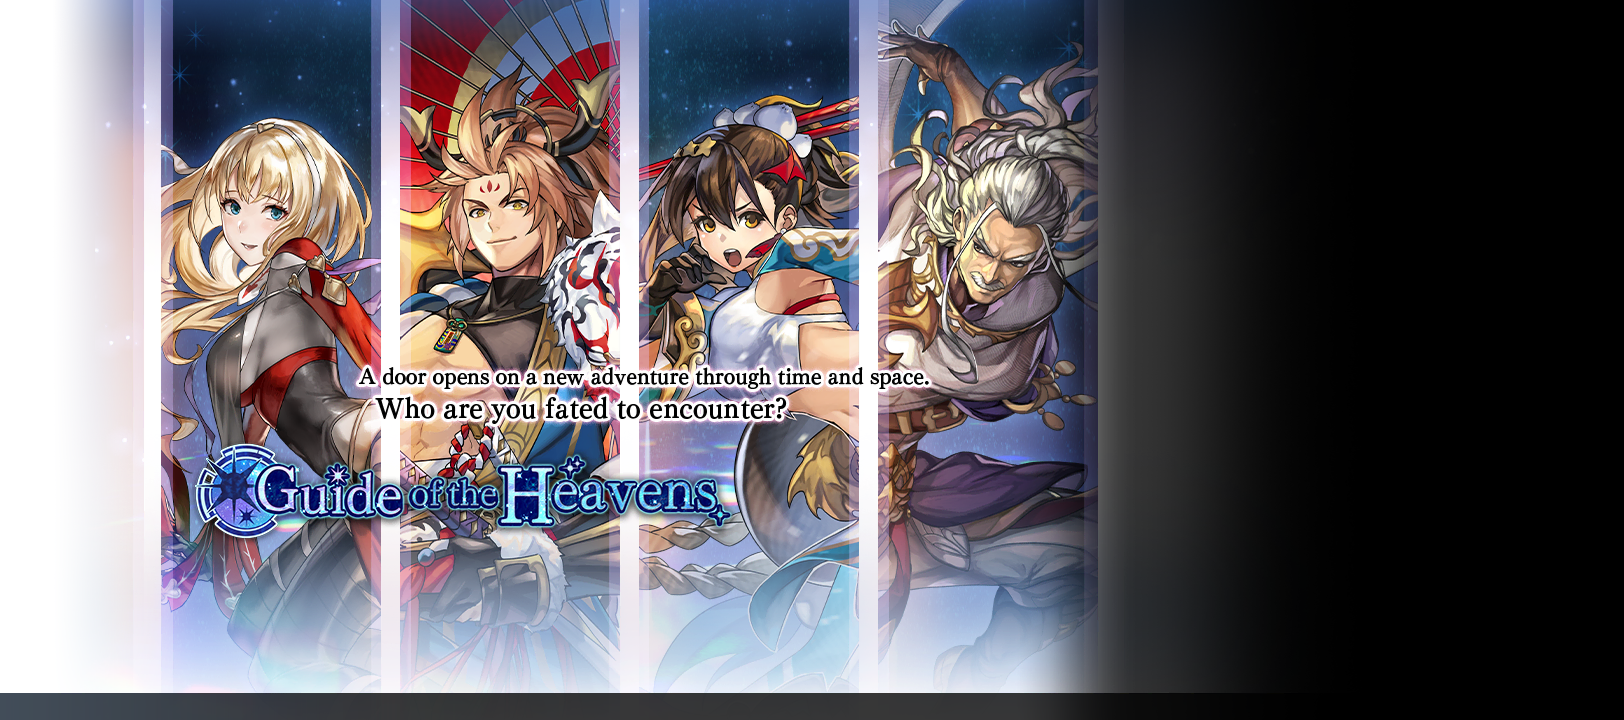 A door opens on a new adventure through time and space.
Who are you fated to encounter?
Guide of the Heavens